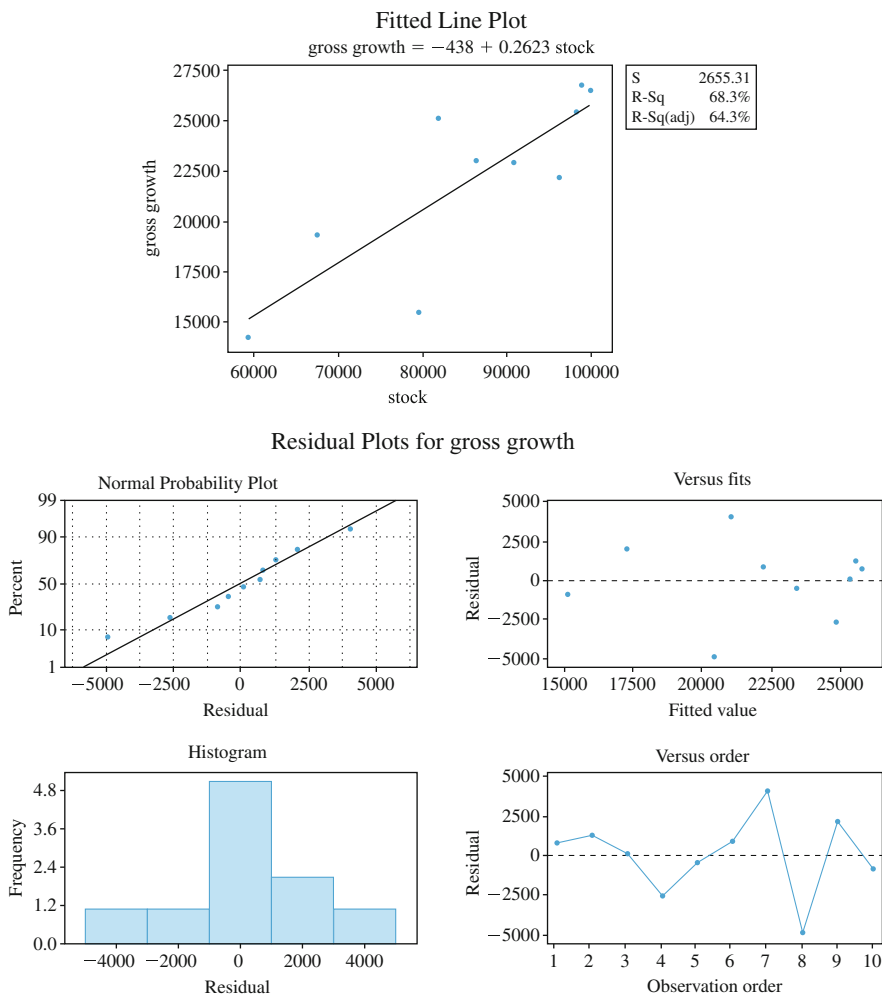 Fitted Line Plot
gross growth = −438 + 0.2623 stock
S 2655.31
R-Sq 68.3%
R-Sq(adj) 64.3%
27500
25000
22500
20000
17500
15000
gross growth
60000 70000 80000 90000 100000
stock
Residual Plots for gross growth
Normal Probability Plot
99
90
50
10
1
Percent
−5000 −2500 0 2500 5000
Residual
Versus fits
5000
2500
0
−2500
−5000
Residual
15000 17500 20000 22500 25000
Fitted value
Histogram
4.8
3.6
2.4
1.2
0.0
Frequency
−4000 −2000 0 2000 4000
Residual
Versus order
5000
2500
0
−2500
−5000
Residual
1 2 3 4 5 6 7 8 9 10
Observation order